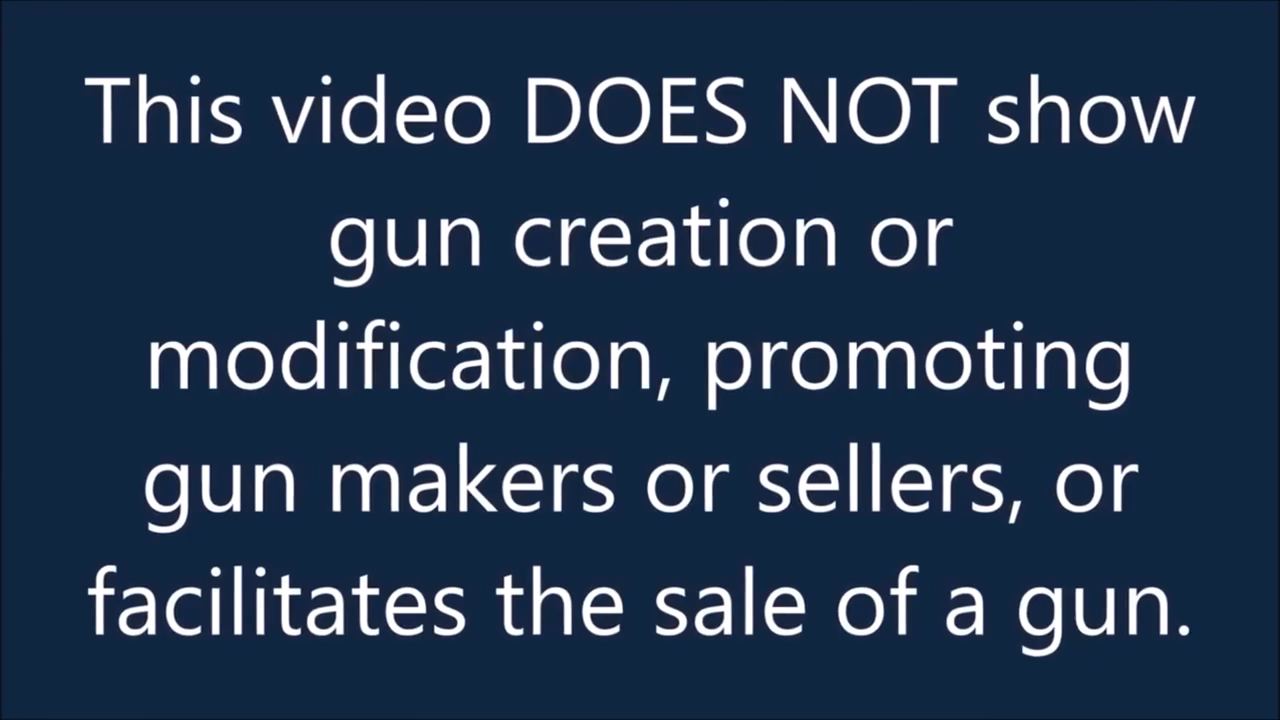 This video DOES NOT show
gun creation or
modification, promoting
gun makers or sellers, or
facilitates the sale of a gun.